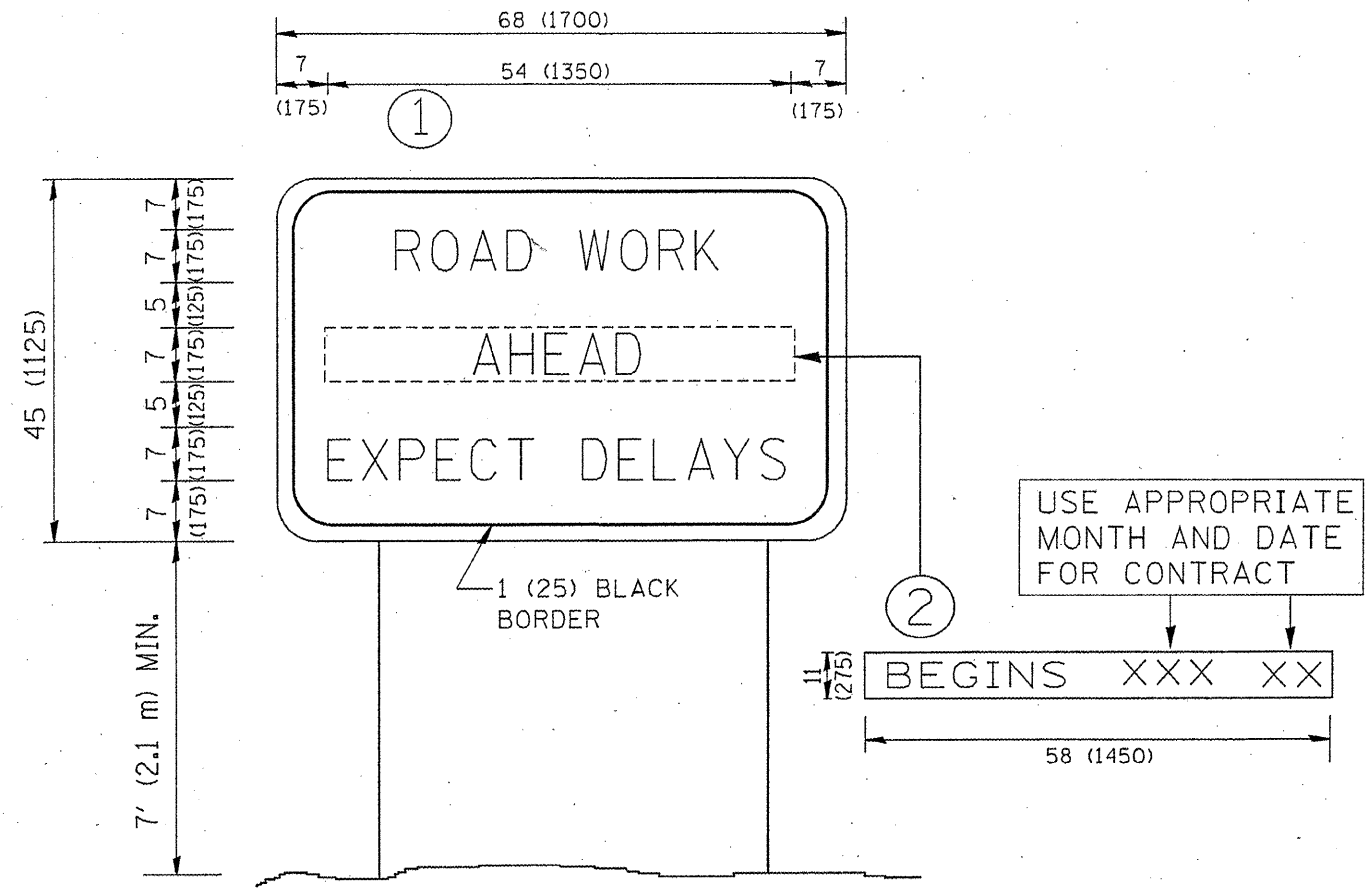 68 (1700)
7
54 (1350)
7
(175)
(175)
1
7
(175)
7
(175)
5
(125)
7
(175)
5
(125)
7
(175)
7
(175)
45 (1125)
ROAD WORK
AHEAD
EXPECT DELAYS
1 (25) BLACK
BORDER
7' (2.1 m) MIN.
USE APPROPRIATE
MONTH AND DATE
FOR CONTRACT
2
11
(275)
BEGINS XXX XX
58 (1450)